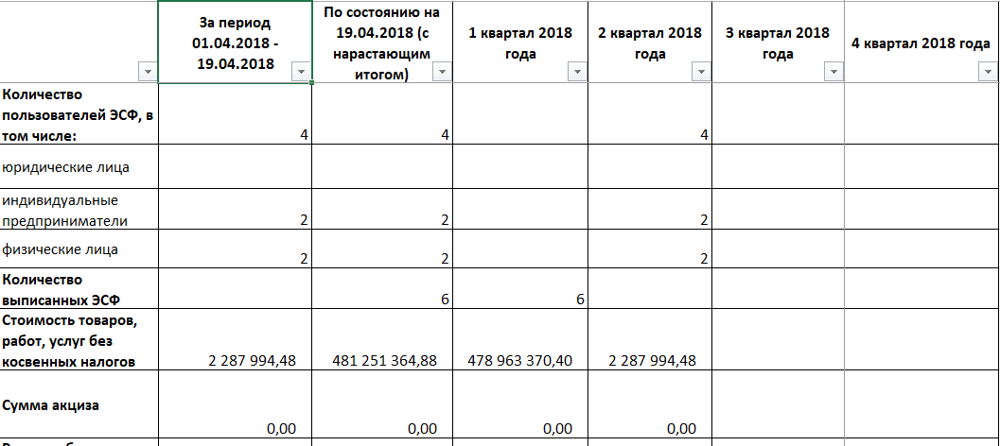 За период
01.04.2018 -
19.04.2018
По состоянию на
19.04.2018 (с
нарастающим
итогом)
1 квартал 2018
года
2 квартал 2018
года
3 квартал 2018
года
4 квартал 2018 года
Количество
пользователей ЭСФ, в
том числе:
4
4
4
юридические лица
индивидуальные
предприниматели
2
2
2
физические лица
2
2
2
Количество
выписанных ЭСФ
6
6
Стоимость товаров,
работ, услуг без
косвенных налогов
2 287 994,48
481 251 364,88
478 963 370,40
2 287 994,48
Сумма акциза
0,00
0,00
0,00
0,00